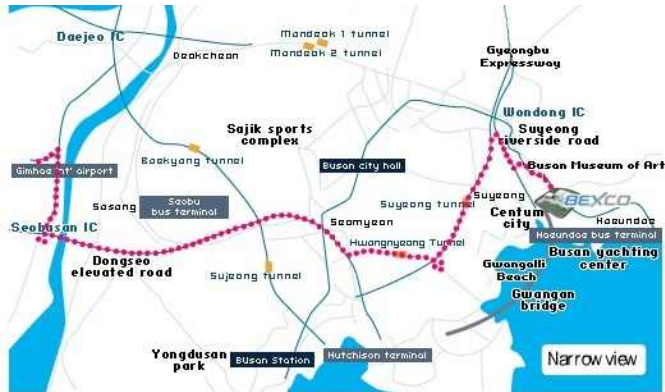 Daejeo IC
Deokcheon
Mandeok 1 tunnel
Mandeok 2 tunnel
Gyeongbu
Expressway
Wondong IC
Suyeong
riverside road
Sajik sports
complex
Baekyang tunnel
Busan city hall
Busan Museum of Art
Gimhae Int' airport
Sasang
Seobu
bus terminal
Suyeong tunnel
Suyeong
BEXCO
Centum
city
Haeundae
Haeundae bus terminal
Seobusan IC
Seomyeon
Hwangnyeong Tunnel
Busan yachting
center
Dongseo
elevated road
Sujeong tunnel
Gwangalli
Beach
Gwangan
bridge
Yongdusan
park
BUsan Station
Hutchison terminal
Narrow view